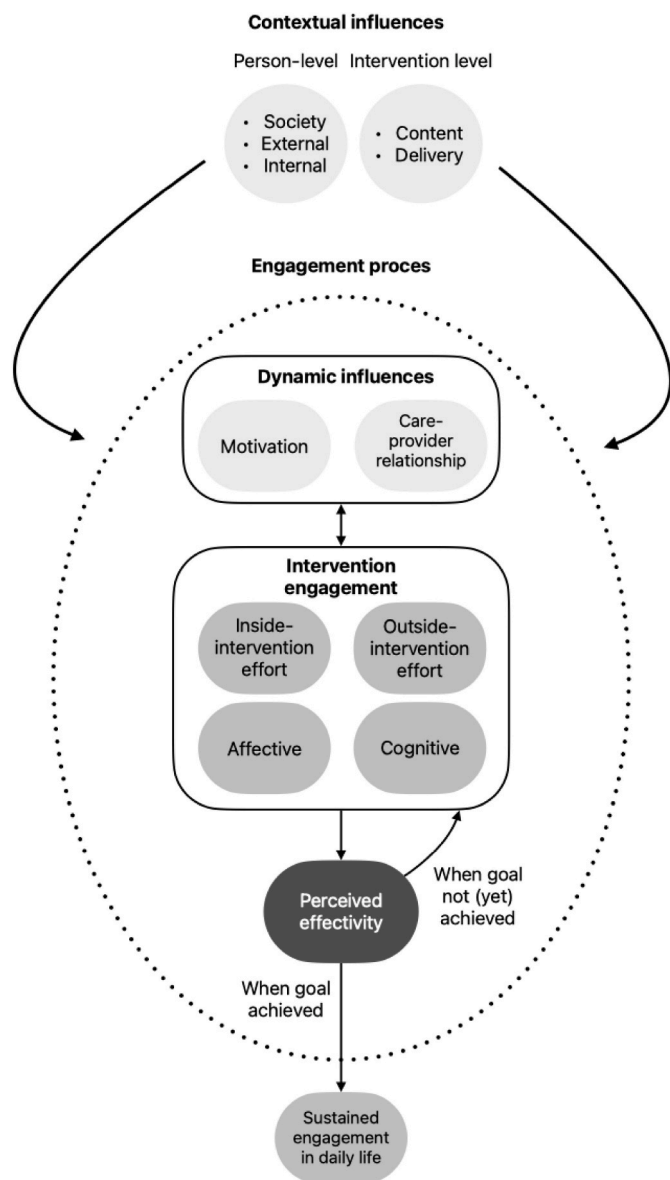 Contextual influences
Person-level
Intervention level
• Society
• External
• Internal
• Content
• Delivery
Engagement proces
Dynamic influences
Motivation
Care-
provider
relationship
Intervention
engagement
Inside-
intervention
effort
Outside-
intervention
effort
Affective
Cognitive
Perceived
effectivity
When goal
not (yet)
achieved
When goal
achieved
Sustained
engagement
in daily life